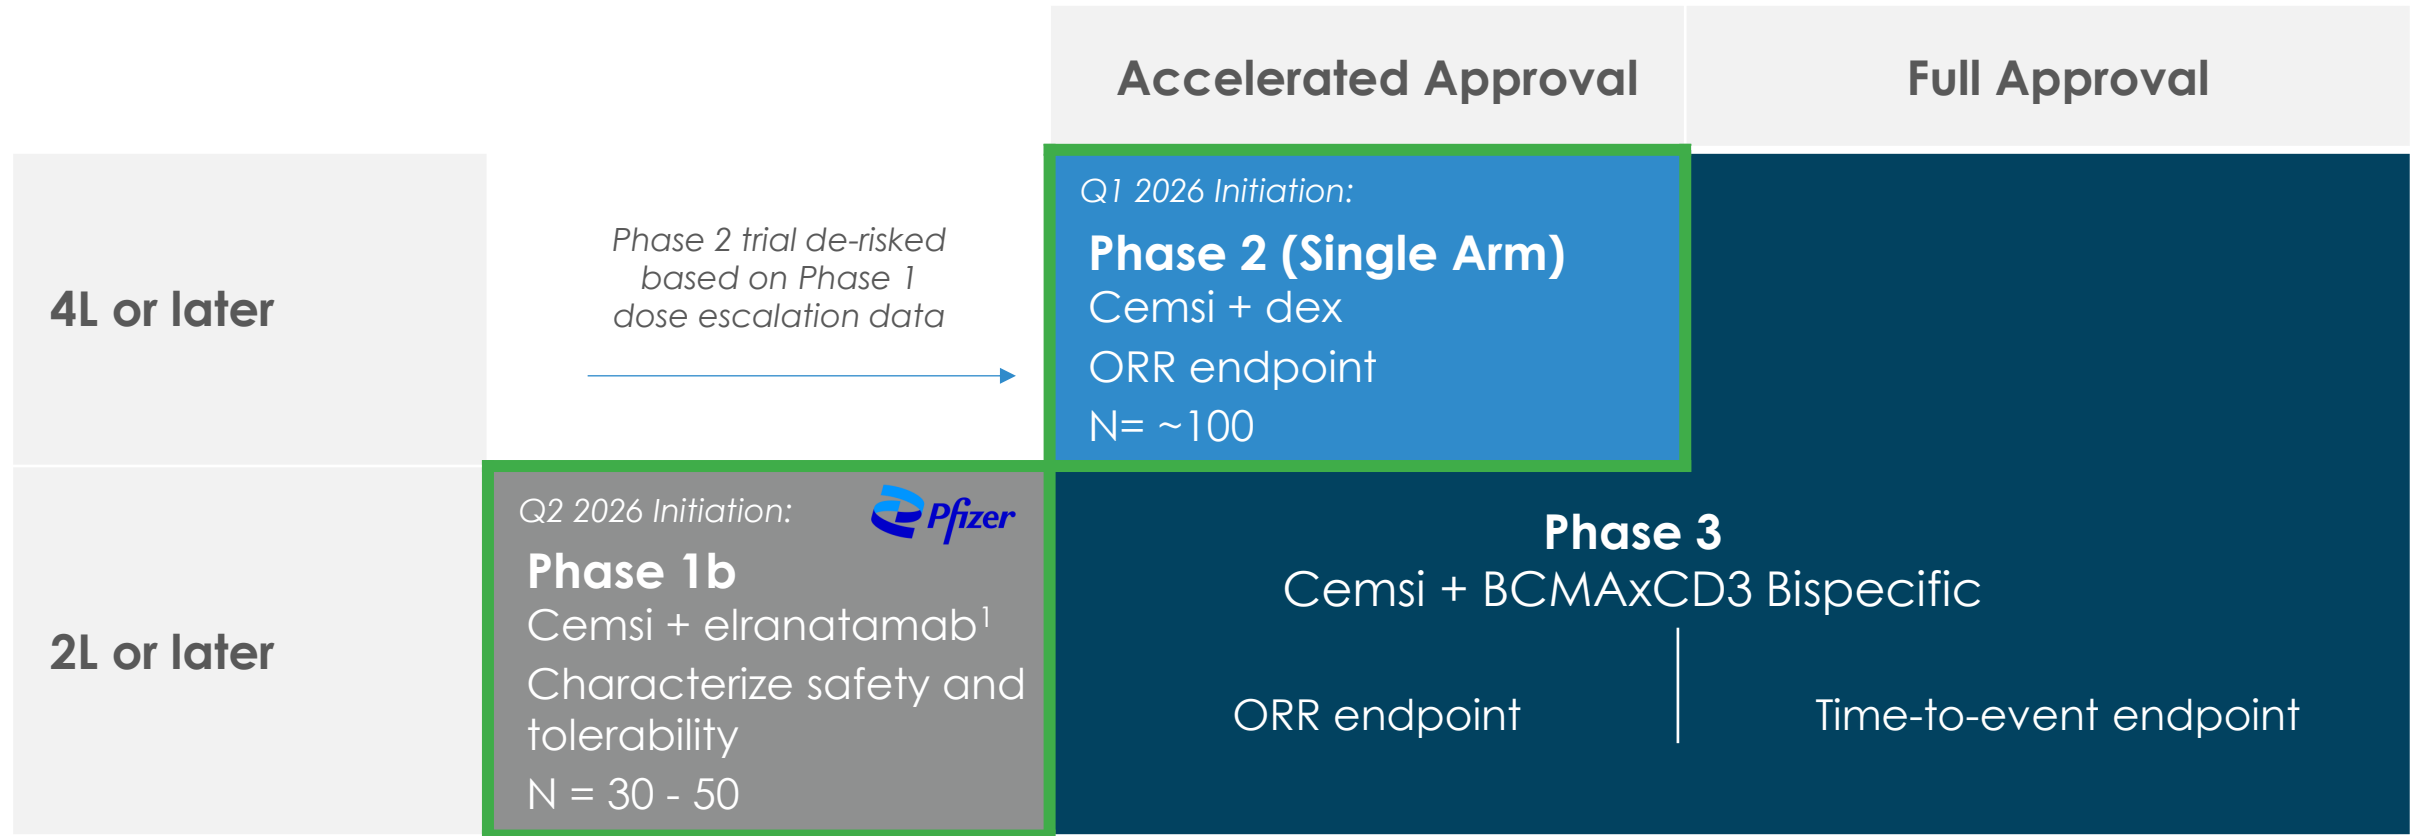 Accelerated Approval
Full Approval
4L or later
Phase 2 trial de-risked
based on Phase 1
dose escalation data
Q1 2026 Initiation:
Phase 2 (Single Arm)
Cemsi + dex
ORR endpoint
N= ~100
2L or later
Q2 2026 Initiation:
Pfizer
Phase 1b
Cemsi + elranatamab¹
Characterize safety and
tolerability
N = 30 - 50
Phase 3
Cemsi + BCMAxCD3 Bispecific
ORR endpoint
Time-to-event endpoint